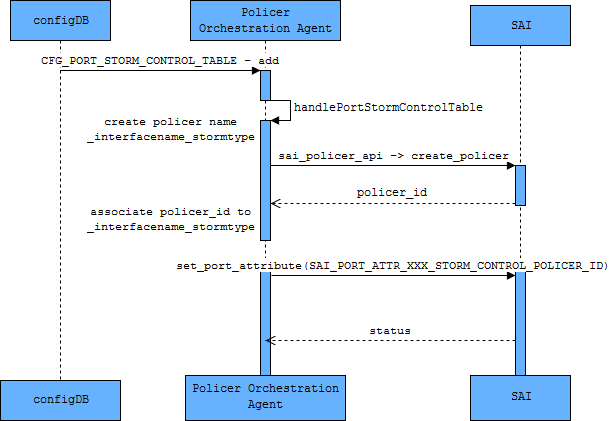 configDB
Policer
Orchestration Agent
SAI
CFG_PORT_STORM_CONTROL_TABLE - add
handlePortStormControlTable
create policer name
_interfacename_stormtype
sai_policer_api -> create_policer
policer_id
associate policer_id to
_interfacename_stormtype
set_port_attribute(SAI_PORT_ATTR_XXX_STORM_CONTROL_POLICER_ID)
status
configDB
Policer Orchestration
Agent
SAI